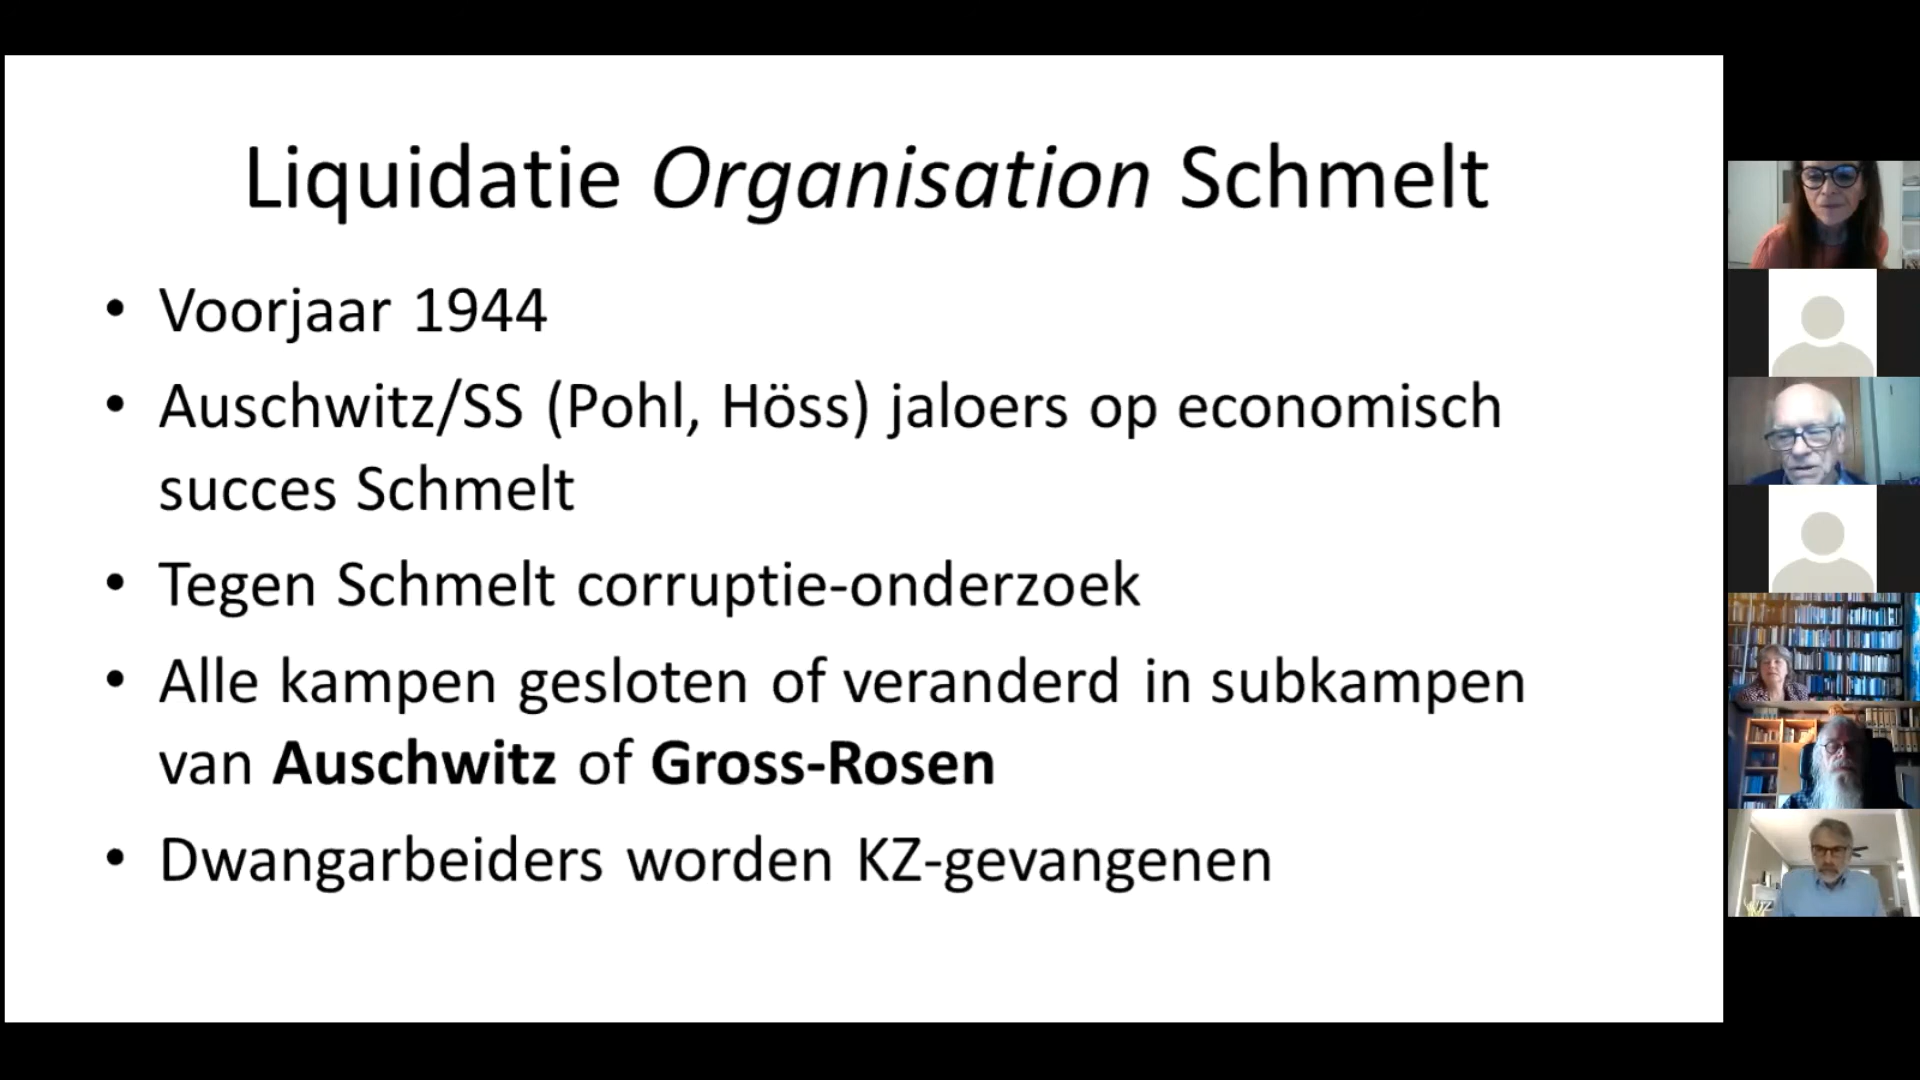 Liquidatie Organisation Schmelt
• Voorjaar 1944
• Auschwitz/SS (Pohl, Höss) jaloers op economisch
succes Schmelt
• Tegen Schmelt corruptie-onderzoek
• Alle kampen gesloten of veranderd in subkampen
van Auschwitz of Gross-Rosen
• Dwangarbeiders worden KZ-gevangenen